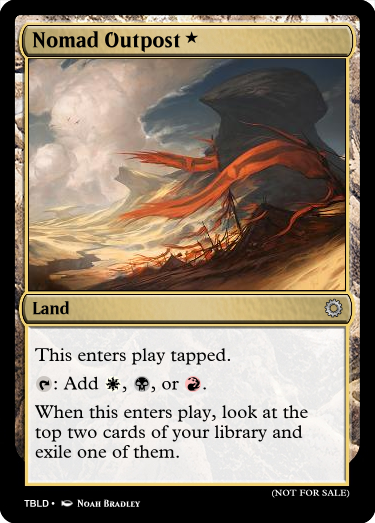 Nomad Outpost ★
Land
This enters play tapped.
: Add , , or .
When this enters play, look at the
top two cards of your library and
exile one of them.
(NOT FOR SALE)
TBLD • Noah Bradley